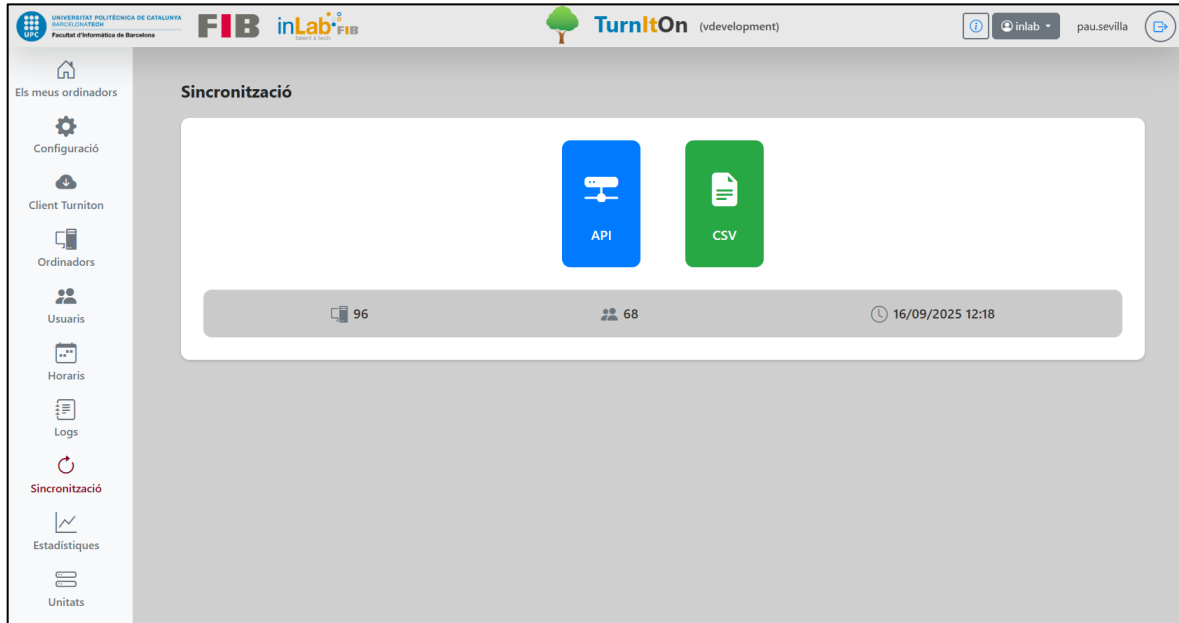 UPC
UNIVERSITAT POLITÈCNICA DE CATALUNYA
BARCELONATECH
Facultat d'Informàtica de Barcelona
FIB
inLab FIB
talent & tech
TurnItOn (vdevelopment)
inlab
pau.sevilla
Els meus ordinadors
Configuració
Client Turniton
Ordinadors
Usuaris
Horaris
Logs
Sincronització
Estadístiques
Unitats
Sincronització
API
CSV
96
68
16/09/2025 12:18